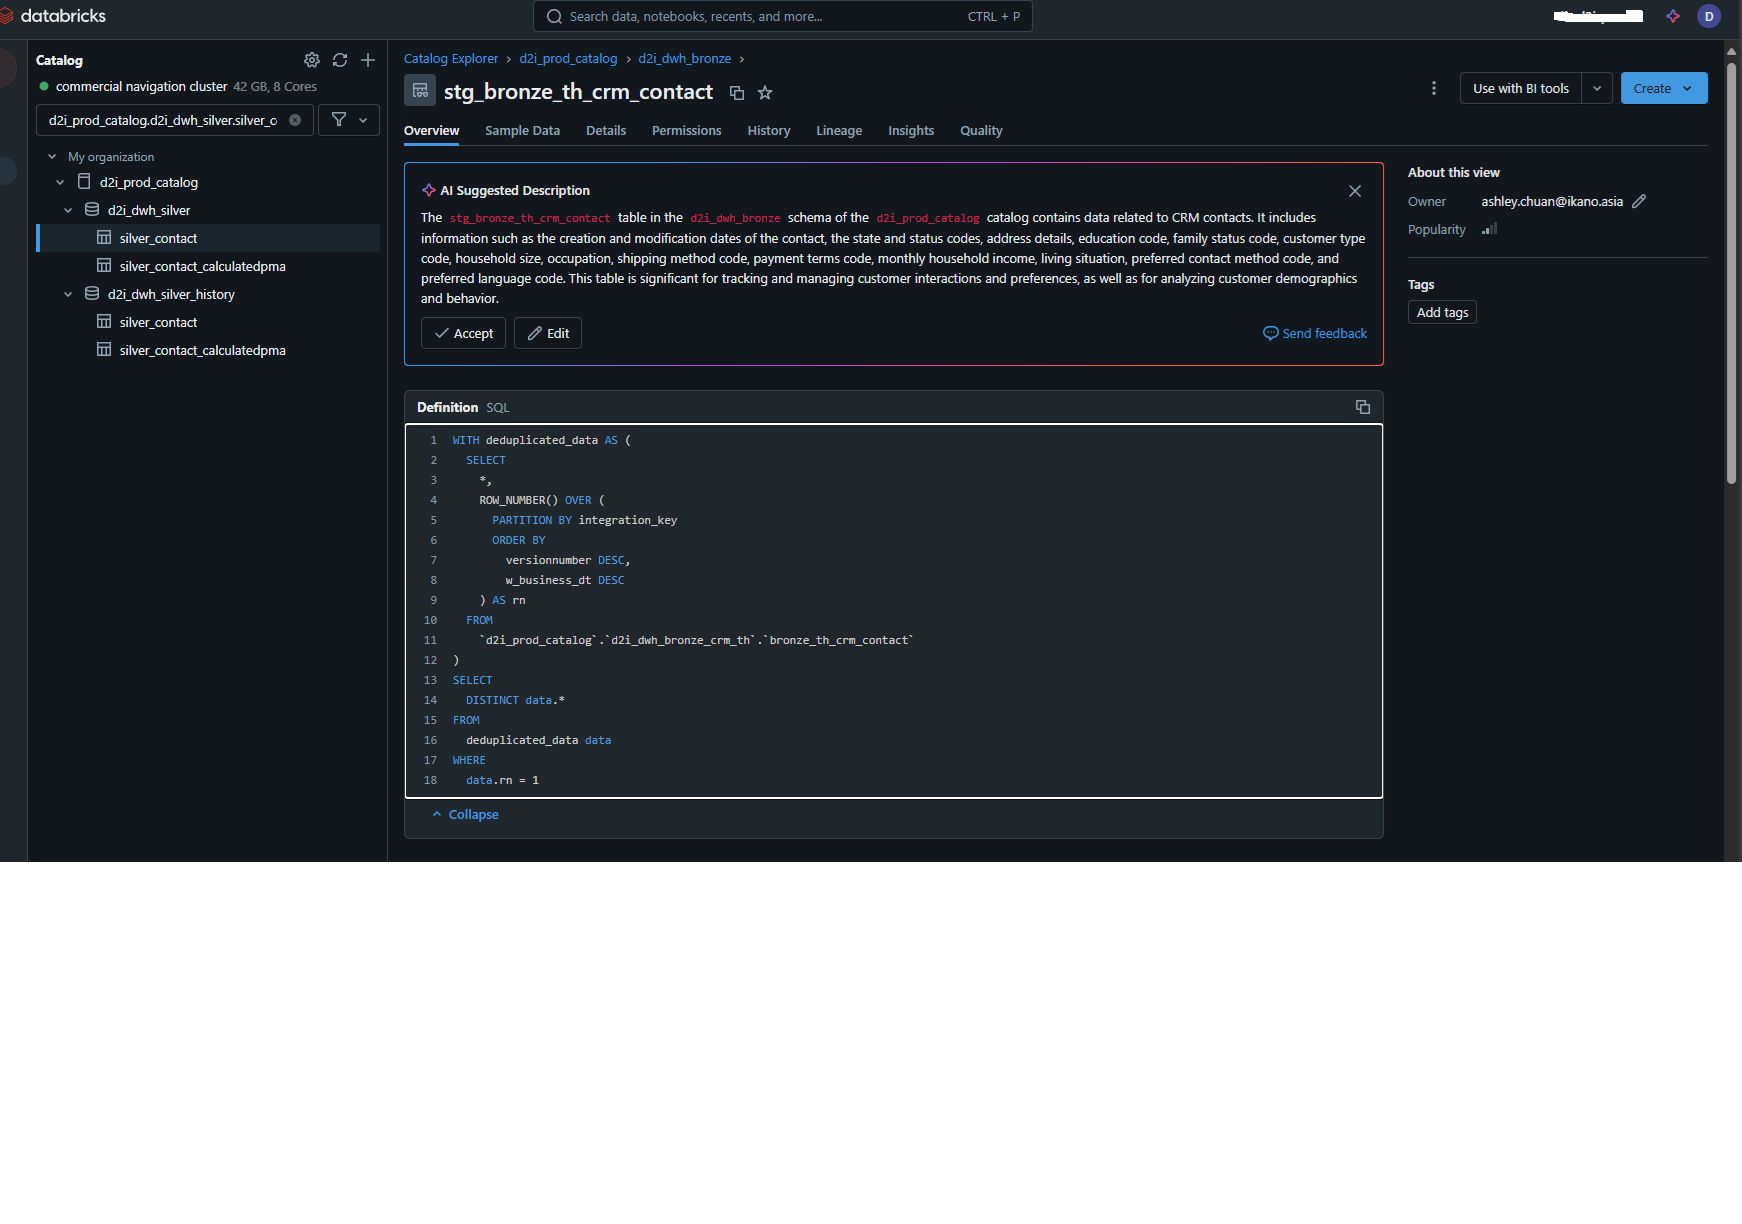 databricks
Search data, notebooks, recents, and more...
CTRL + P
D
Catalog
commercial navigation cluster 42 GB, 8 Cores
d2i_prod_catalog.d2i_dwh_silver.silver_c
My organization
d2i_prod_catalog
d2i_dwh_silver
silver_contact
silver_contact_calculatedpma
d2i_dwh_silver_history
silver_contact
silver_contact_calculatedpma
Catalog Explorer > d2i_prod_catalog > d2i_dwh_bronze >
stg_bronze_th_crm_contact
Use with BI tools
Create
Overview Sample Data Details Permissions History Lineage Insights Quality
AI Suggested Description
The stg_bronze_th_crm_contact table in the d2i_dwh_bronze schema of the d2i_prod_catalog catalog contains data related to CRM contacts. It includes
information such as the creation and modification dates of the contact, the state and status codes, address details, education code, family status code, customer type
code, household size, occupation, shipping method code, payment terms code, monthly household income, living situation, preferred contact method code, and
preferred language code. This table is significant for tracking and managing customer interactions and preferences, as well as for analyzing customer demographics
and behavior.
Accept
Edit
Send feedback
Definition SQL
1 WITH deduplicated_data AS (
2 SELECT
3 *,
4 ROW_NUMBER() OVER (
5 PARTITION BY integration_key
6 ORDER BY
7 versionnumber DESC,
8 w_business_dt DESC
9 ) AS rn
10 FROM
11 `d2i_prod_catalog`.`d2i_dwh_bronze_crm_th`.`bronze_th_crm_contact`
12 )
13 SELECT
14 DISTINCT data.*
15 FROM
16 deduplicated_data data
17 WHERE
18 data.rn = 1
Collapse
About this view
Owner ashley.chuan@ikano.asia
Popularity
Tags
Add tags